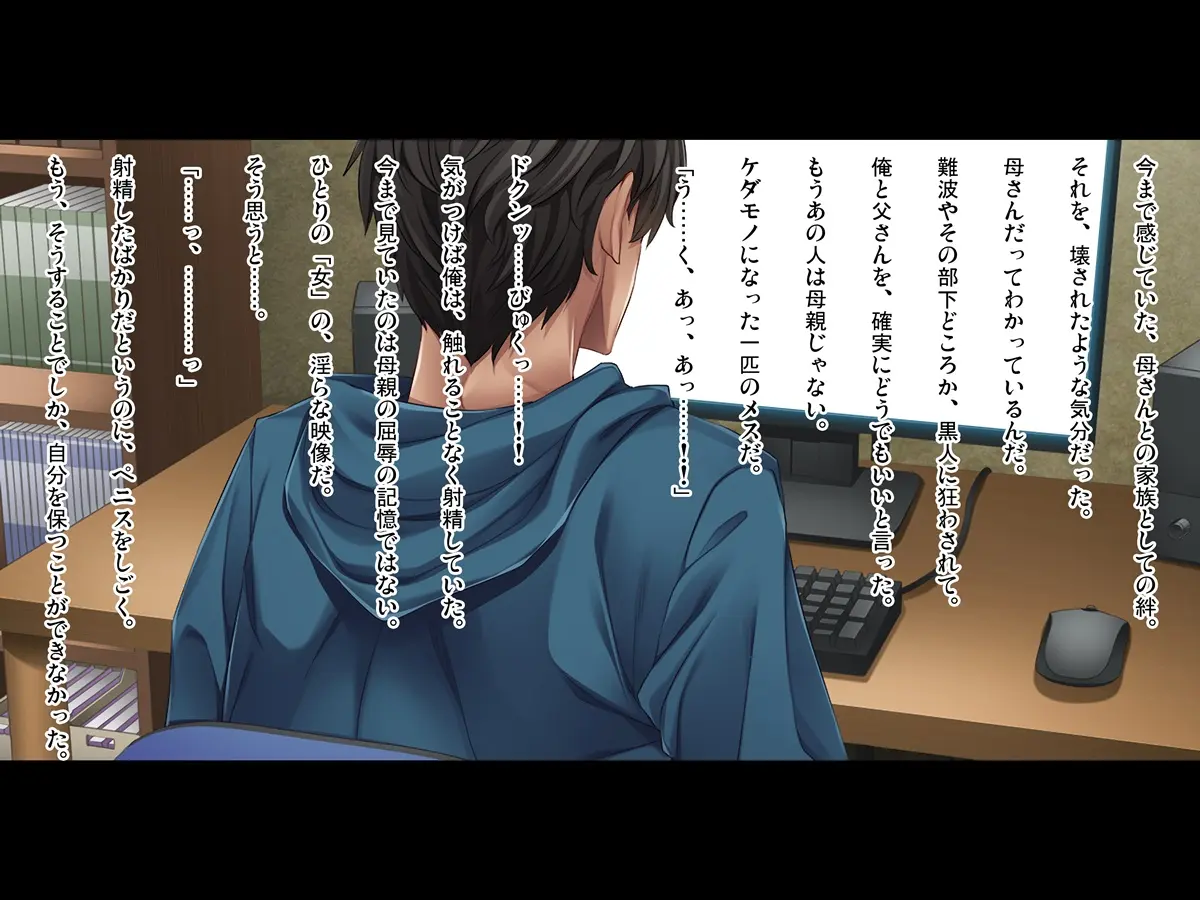 今まで感じていた、母さんとの家族としての絆。
それを、壊されたような気分だった。
母さんだってわかっているんだ。
難波やその部下どころか、黒人に狂わされて。
俺と父さんを、確実にどうでもいいと言った。
もうあの人は母親じゃない。
ケダモノになった一匹のメスだ。
「う……く、あっ、あっ……!!」
ドクンッ……びゅくっ……!!
気がつけば俺は、触れることなく射精していた。
今まで見ていたのは母親の屈辱の記憶ではない。
ひとりの「女」の、淫らな映像だ。
そう思うと……。
「……っ、…………っ」
射精したばかりだというのに、ペニスをしごく。
もう、そうすることでしか、自分を保つことができなかった。